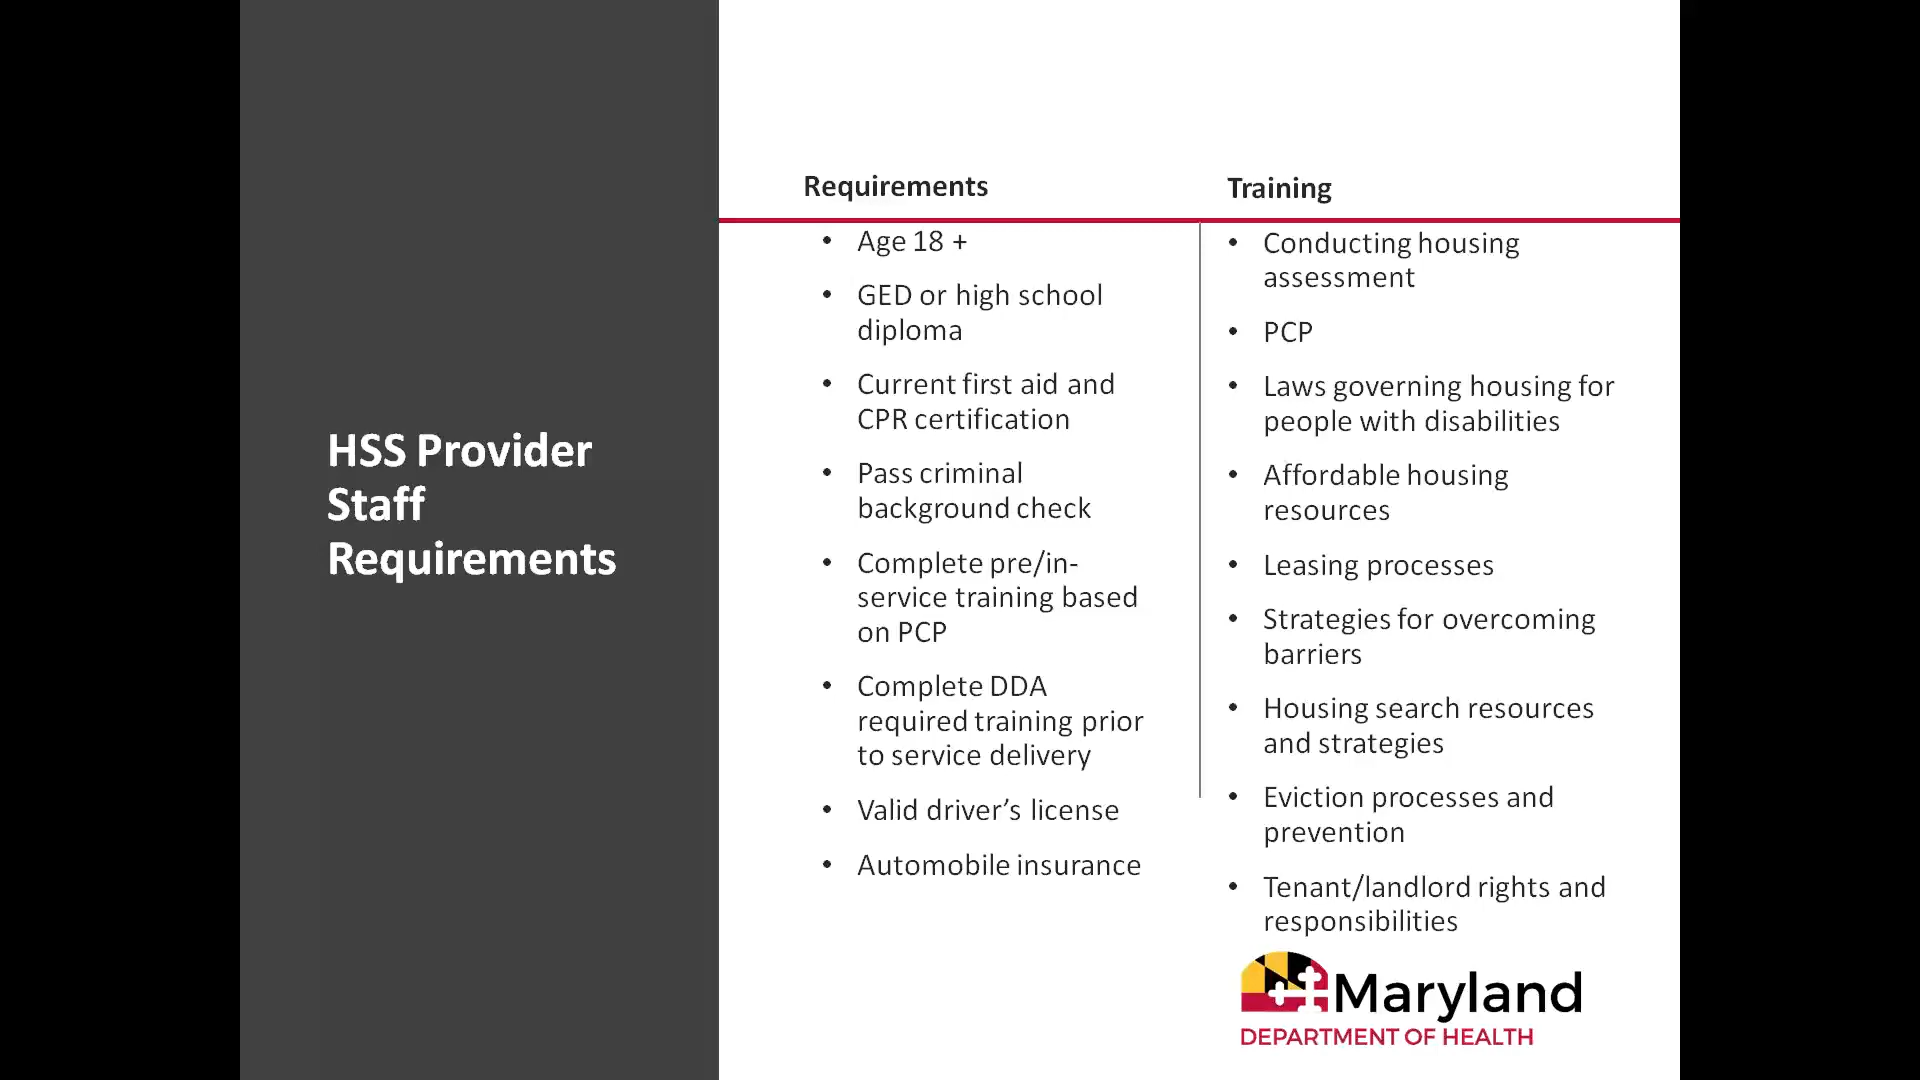 HSS Provider
Staff
Requirements
Requirements
• Age 18 +
• GED or high school
diploma
• Current first aid and
CPR certification
• Pass criminal
background check
• Complete pre/in-
service training based
on PCP
• Complete DDA
required training prior
to service delivery
• Valid driver’s license
• Automobile insurance
Training
• Conducting housing
assessment
• PCP
• Laws governing housing for
people with disabilities
• Affordable housing
resources
• Leasing processes
• Strategies for overcoming
barriers
• Housing search resources
and strategies
• Eviction processes and
prevention
• Tenant/landlord rights and
responsibilities
Maryland
DEPARTMENT OF HEALTH